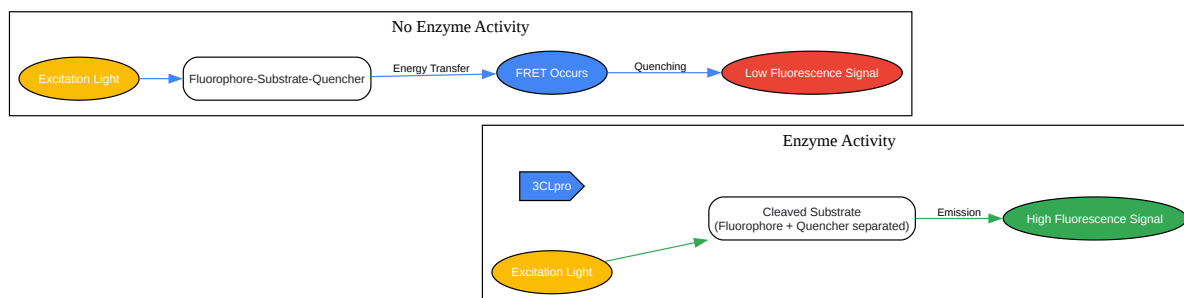 No Enzyme Activity
Excitation Light
Fluorophore-Substrate-Quencher
Energy Transfer
FRET Occurs
Quenching
Low Fluorescence Signal
Enzyme Activity
3CLpro
Excitation Light
Cleaved Substrate
(Fluorophore + Quencher separated)
Emission
High Fluorescence Signal